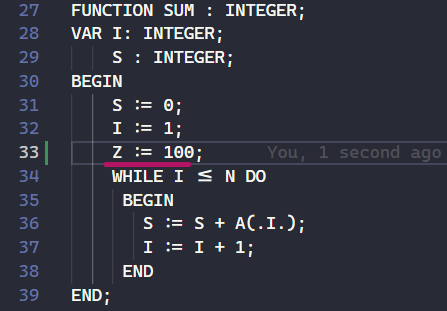 27 FUNCTION SUM : INTEGER;
28 VAR I: INTEGER;
29 S : INTEGER;
30 BEGIN
31 S := 0;
32 I := 1;
33 Z := 100; You, 1 second ago
34 WHILE I <= N DO
35 BEGIN
36 S := S + A(.I.);
37 I := I + 1;
38 END
39 END;